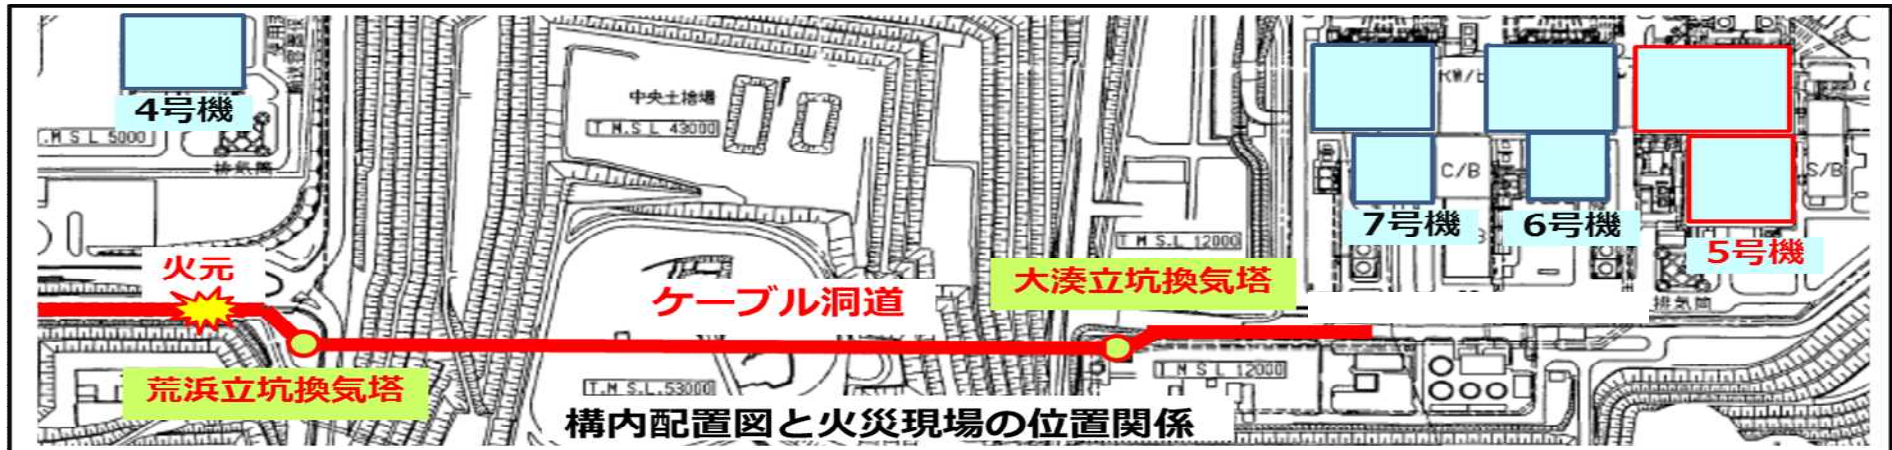 4号機
T.M.S.L 5000
排気筒
中央土捨場
T.M.S.L 43000
KW/B
C/B
S/B
7号機
6号機
5号機
T.M.S.L 12000
排気筒
火元
ケーブル洞道
大湊立坑換気塔
荒浜立坑換気塔
T.M.S.L.53000
T.M.S.L 12000
構内配置図と火災現場の位置関係